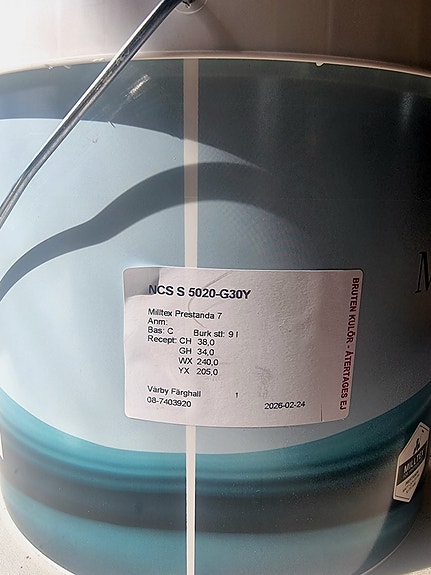 NCS S 5020-G30Y
Milltex Prestanda 7
Anm:
Bas: C Burk stl: 9 l
Recept: CH 38,0
GH 34,0
WX 240,0
YX 205,0
Värby Färghall 1
08-7403920 2026-02-24
BRUTEN KULÖR - ÅTERTAGES EJ
M
MILLTEX